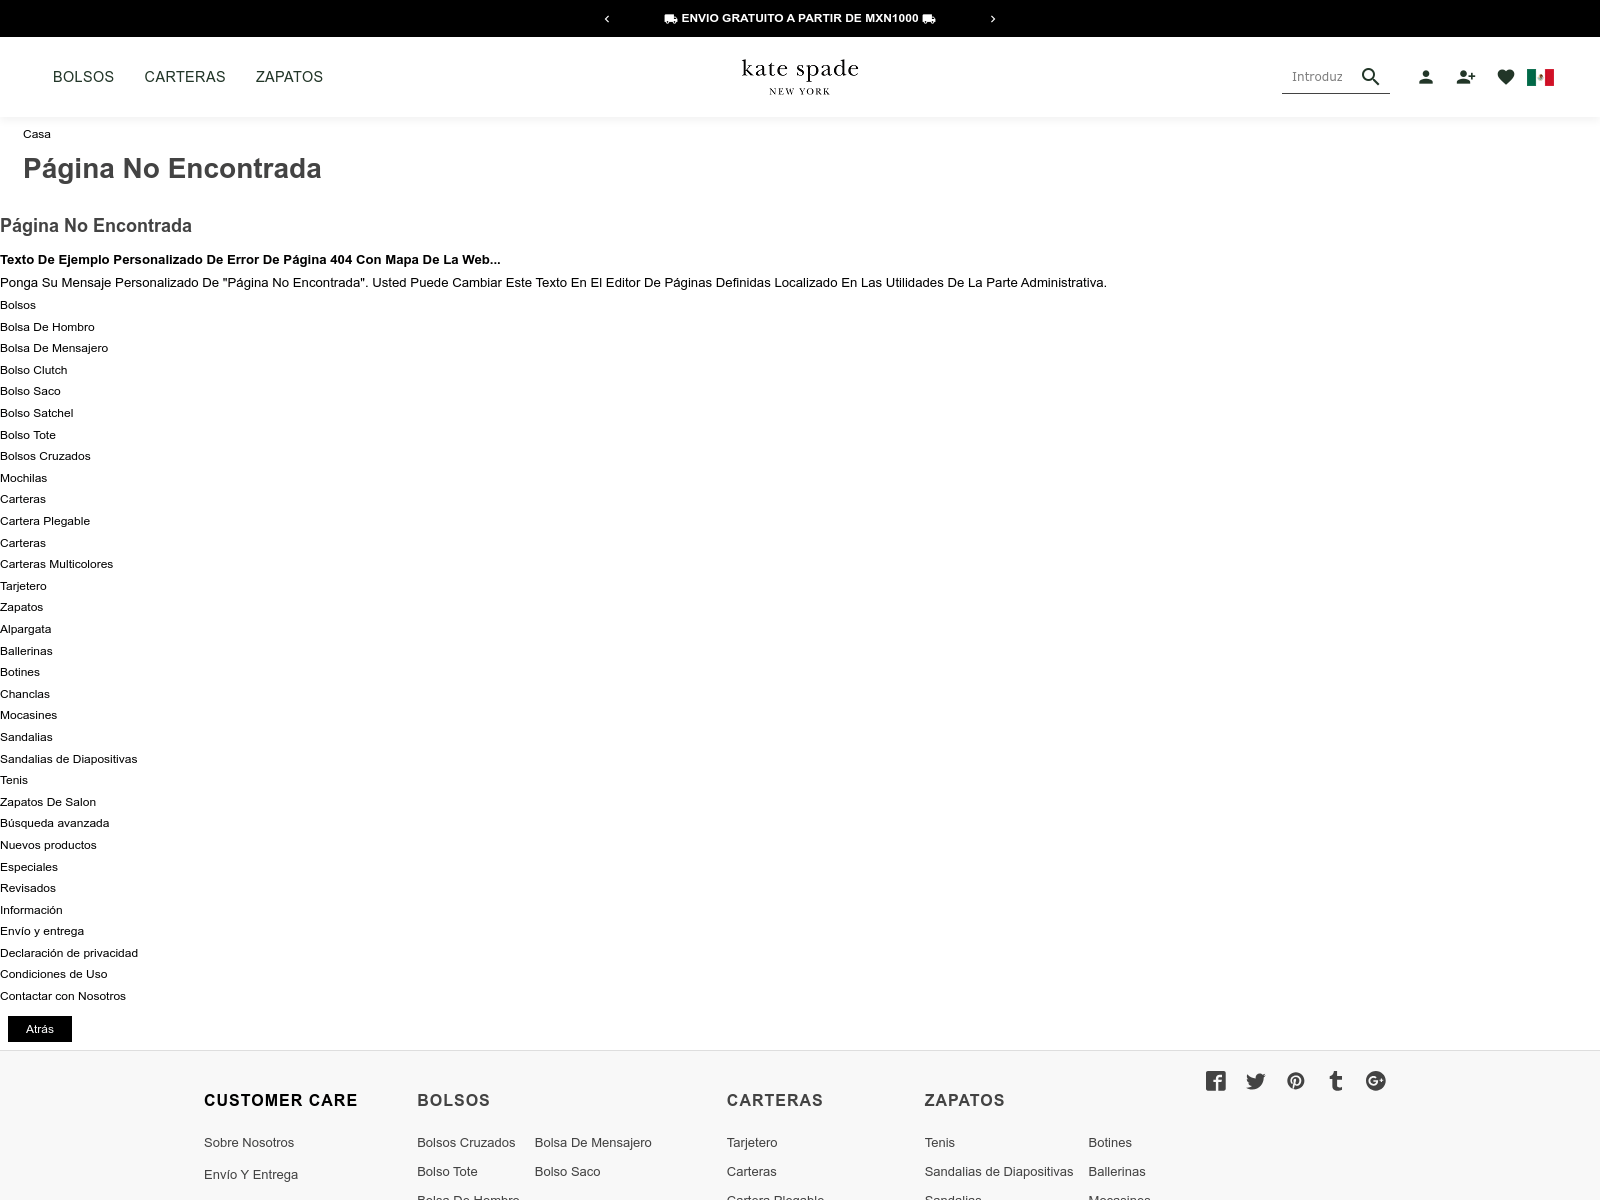 ENVIO GRATUITO A PARTIR DE MXN1000
BOLSOS CARTERAS ZAPATOS
kate spade
NEW YORK
Introduz
Casa
Página No Encontrada
Página No Encontrada
Texto De Ejemplo Personalizado De Error De Página 404 Con Mapa De La Web...
Ponga Su Mensaje Personalizado De "Página No Encontrada". Usted Puede Cambiar Este Texto En El Editor De Páginas Definidas Localizado En Las Utilidades De La Parte Administrativa.
Bolsos
Bolsa De Hombro
Bolsa De Mensajero
Bolso Clutch
Bolso Saco
Bolso Satchel
Bolso Tote
Bolsos Cruzados
Mochilas
Carteras
Cartera Plegable
Carteras
Carteras Multicolores
Tarjetero
Zapatos
Alpargata
Ballerinas
Botines
Chanclas
Mocasines
Sandalias
Sandalias de Diapositivas
Tenis
Zapatos De Salon
Búsqueda avanzada
Nuevos productos
Especiales
Revisados
Información
Envío y entrega
Declaración de privacidad
Condiciones de Uso
Contactar con Nosotros
Atrás
CUSTOMER CARE
Sobre Nosotros
Envío Y Entrega
BOLSOS
Bolsos Cruzados Bolsa De Mensajero
Bolso Tote Bolso Saco
Bolsa De Hombro
CARTERAS
Tarjetero
Carteras
Cartera Plegable
ZAPATOS
Tenis Botines
Sandalias de Diapositivas Ballerinas
Sandalias Mocasines